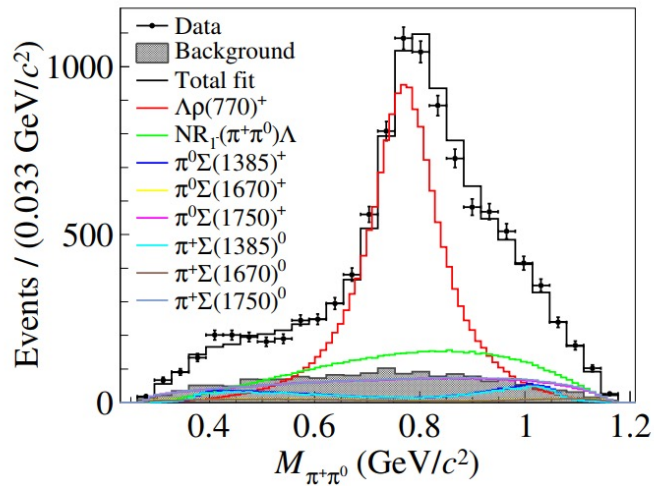 Data
Background
Total fit
Λρ(770)⁺
NR₁⁻(π⁺π⁰)Λ
π⁰Σ(1385)⁺
π⁰Σ(1670)⁺
π⁰Σ(1750)⁺
π⁺Σ(1385)⁰
π⁺Σ(1670)⁰
π⁺Σ(1750)⁰
Events / (0.033 GeV/c²)
1000
500
0
0.4 0.6 0.8 1 1.2
M_π⁺π⁰ (GeV/c²)